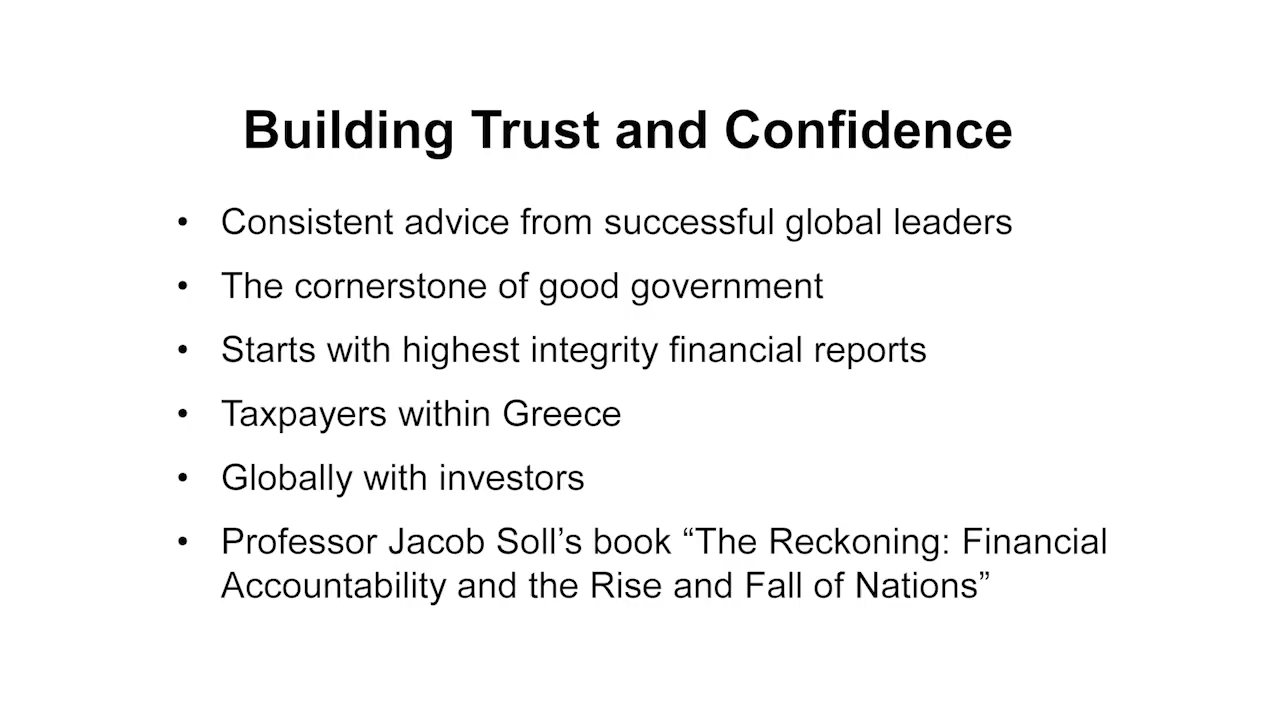 Building Trust and Confidence
• Consistent advice from successful global leaders
• The cornerstone of good government
• Starts with highest integrity financial reports
• Taxpayers within Greece
• Globally with investors
• Professor Jacob Soll’s book “The Reckoning: Financial
Accountability and the Rise and Fall of Nations”